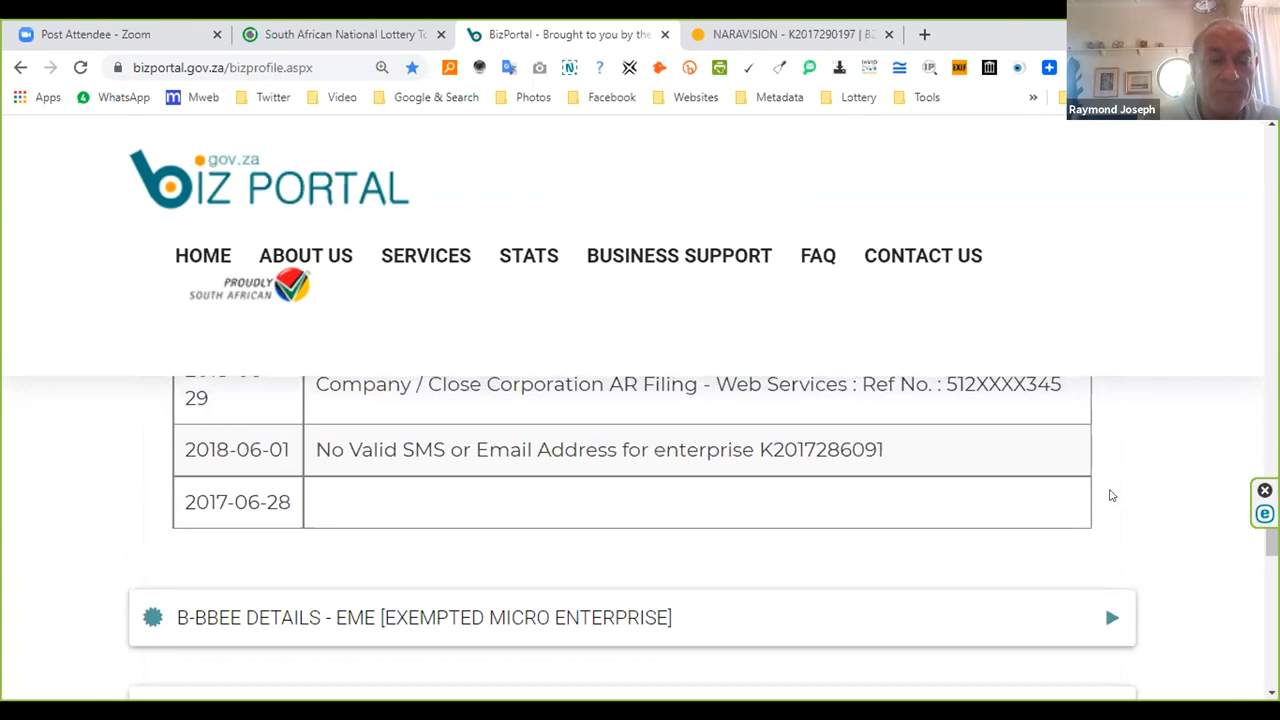 Post Attendee - Zoom
South African National Lottery To
BizPortal - Brought to you by the
NARAVISION - K2017290197 | B
bizportal.gov.za/bizprofile.aspx
Apps
WhatsApp
Mweb
Twitter
Video
Google & Search
Photos
Facebook
Websites
Metadata
Lottery
Tools
Raymond Joseph
gov.za
biz PORTAL
HOME ABOUT US SERVICES STATS BUSINESS SUPPORT FAQ CONTACT US
PROUDLY
SOUTH AFRICAN
29 Company / Close Corporation AR Filing - Web Services : Ref No. : 512XXXX345
2018-06-01 No Valid SMS or Email Address for enterprise K2017286091
2017-06-28
B-BBEE DETAILS - EME [EXEMPTED MICRO ENTERPRISE]